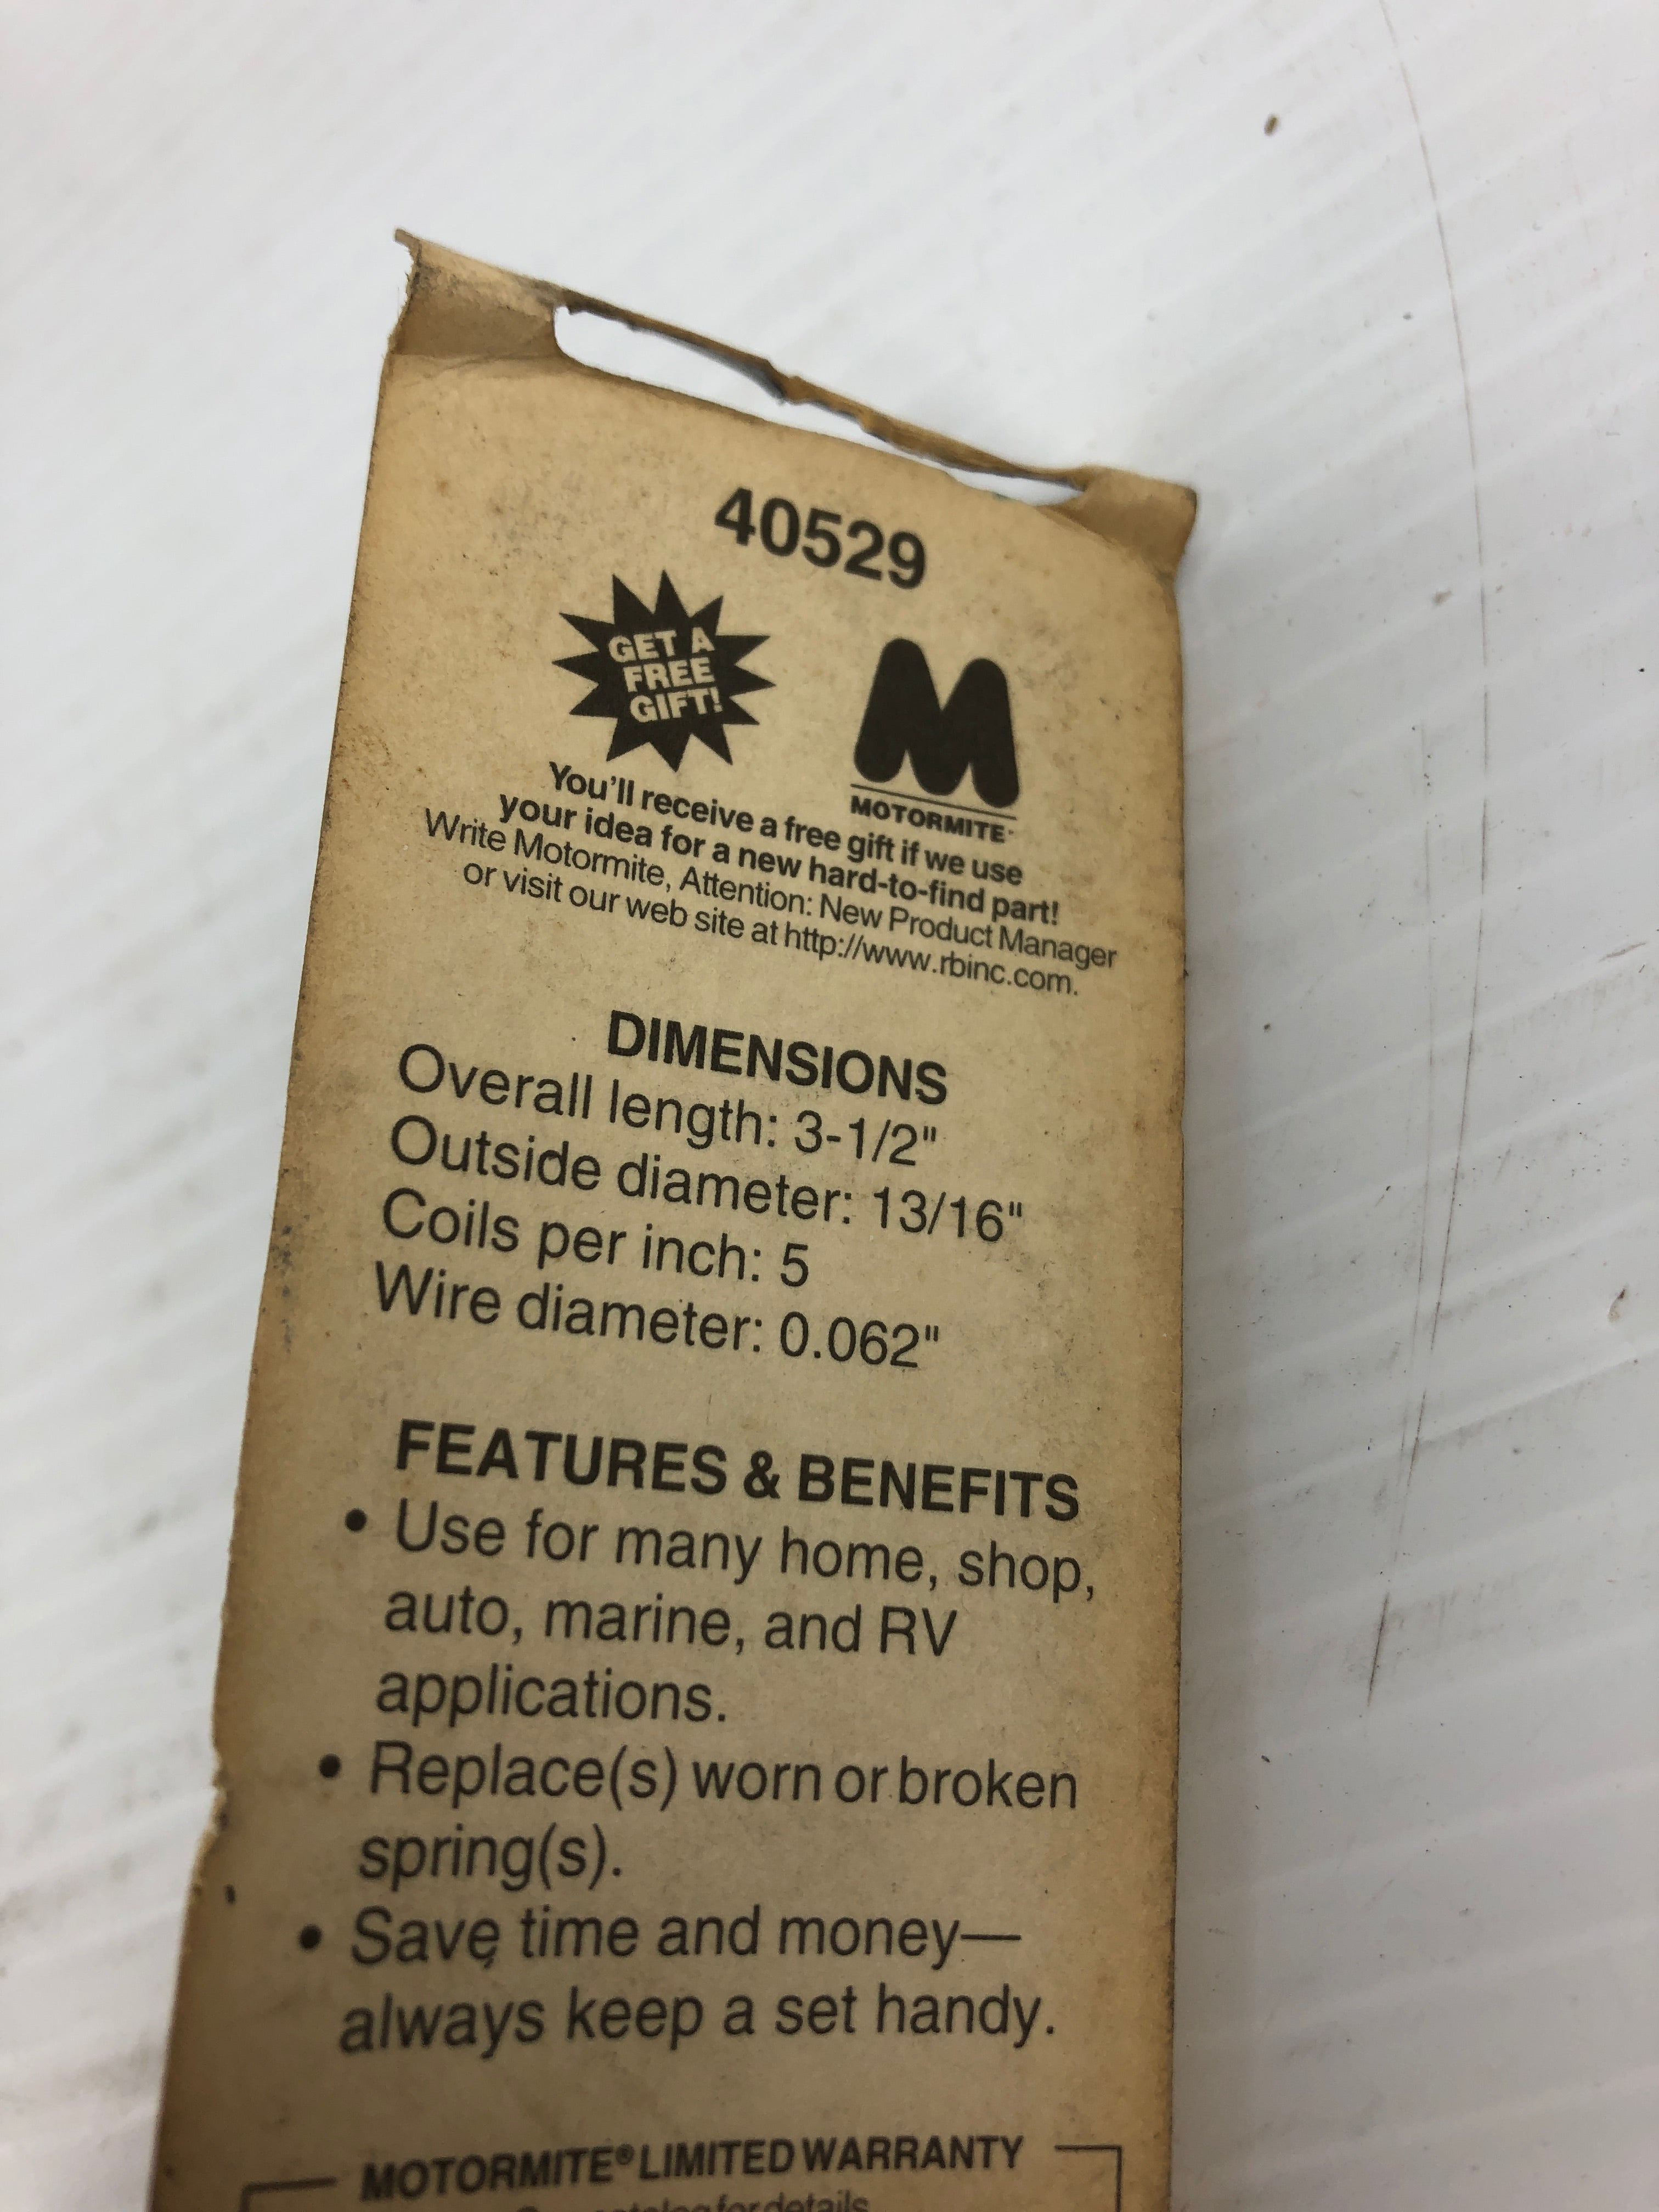 40529
GET A
FREE
GIFT!
M
MOTORMITE
You'll receive a free gift if we use
your idea for a new hard-to-find part!
Write Motormite, Attention: New Product Manager
or visit our web site at http://www.rbinc.com.
DIMENSIONS
Overall length: 3-1/2"
Outside diameter: 13/16"
Coils per inch: 5
Wire diameter: 0.062"
FEATURES & BENEFITS
• Use for many home, shop,
auto, marine, and RV
applications.
• Replace(s) worn or broken
spring(s).
• Save time and money—
always keep a set handy.
MOTORMITE® LIMITED WARRANTY
catalog for details